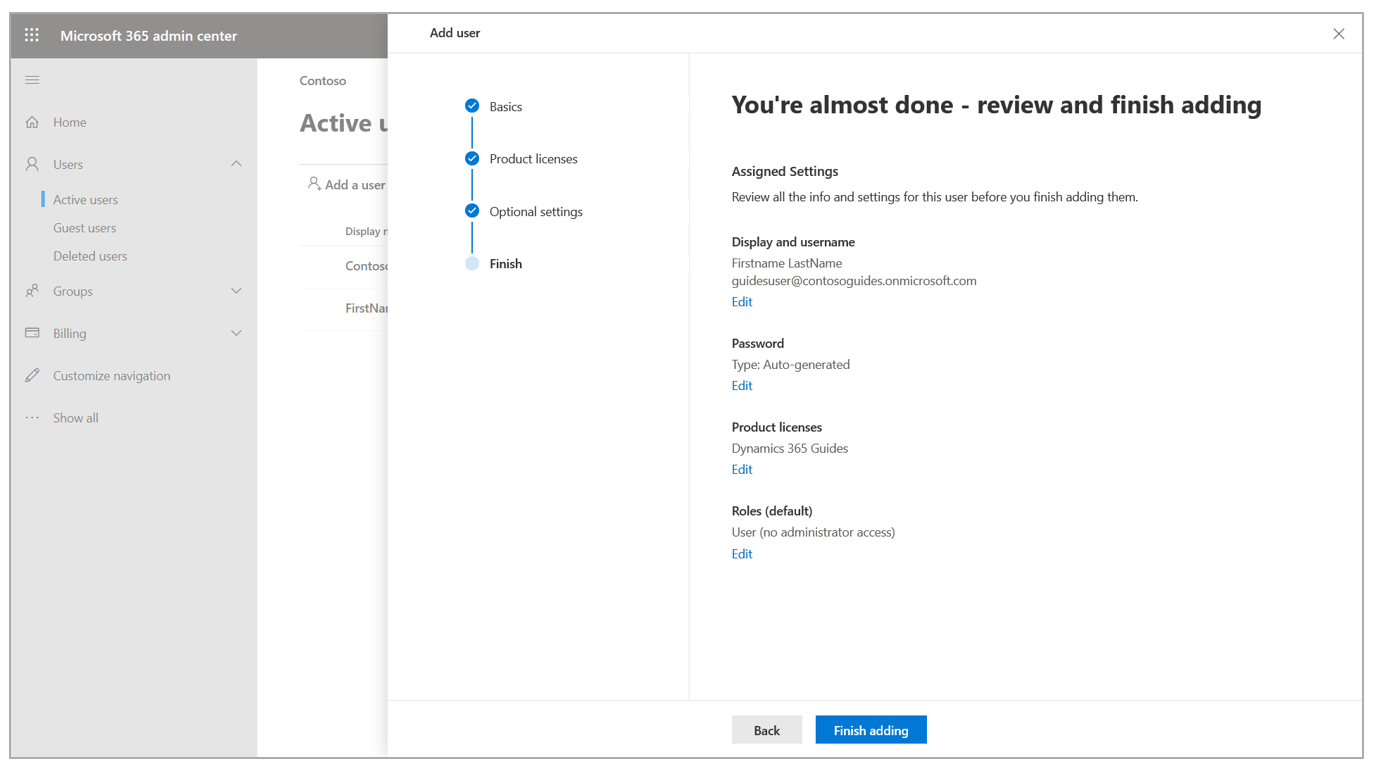 Microsoft 365 admin center
Home
Users
Active users
Guest users
Deleted users
Groups
Billing
Customize navigation
Show all
Contoso
Active u
Add a user
Display n
Contoso
FirstNa
Add user
Basics
Product licenses
Optional settings
Finish
You're almost done - review and finish adding
Assigned Settings
Review all the info and settings for this user before you finish adding them.
Display and username
Firstname LastName
guidesuser@contosoguides.onmicrosoft.com
Edit
Password
Type: Auto-generated
Edit
Product licenses
Dynamics 365 Guides
Edit
Roles (default)
User (no administrator access)
Edit
Back
Finish adding